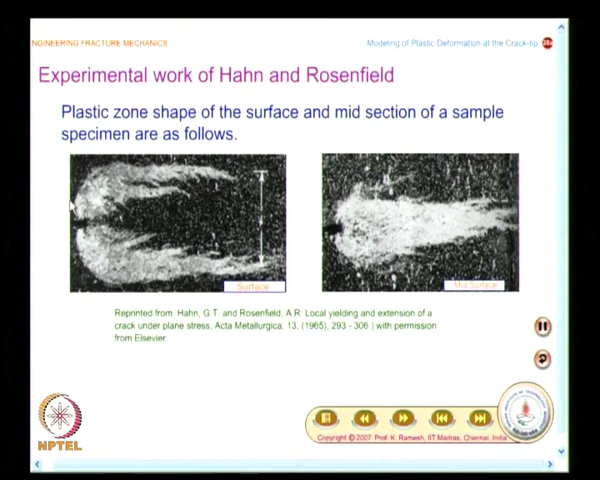 NGINEERING FRACTURE MECHANICS
Modeling of Plastic Deformation at the Crack-tip
Experimental work of Hahn and Rosenfield
Plastic zone shape of the surface and mid section of a sample
specimen are as follows.
Surface
Mid Surface
Reprinted from Hahn, G.T and Rosenfield, A.R. Local yielding and extension of a
crack under plane stress, Acta Metallurgica, 13, (1965), 293 - 306 ) with permission
from Elsevier
NPTEL
Copyright © 2007 Prof. K. Ramesh, IIT Madras, Chennai, India